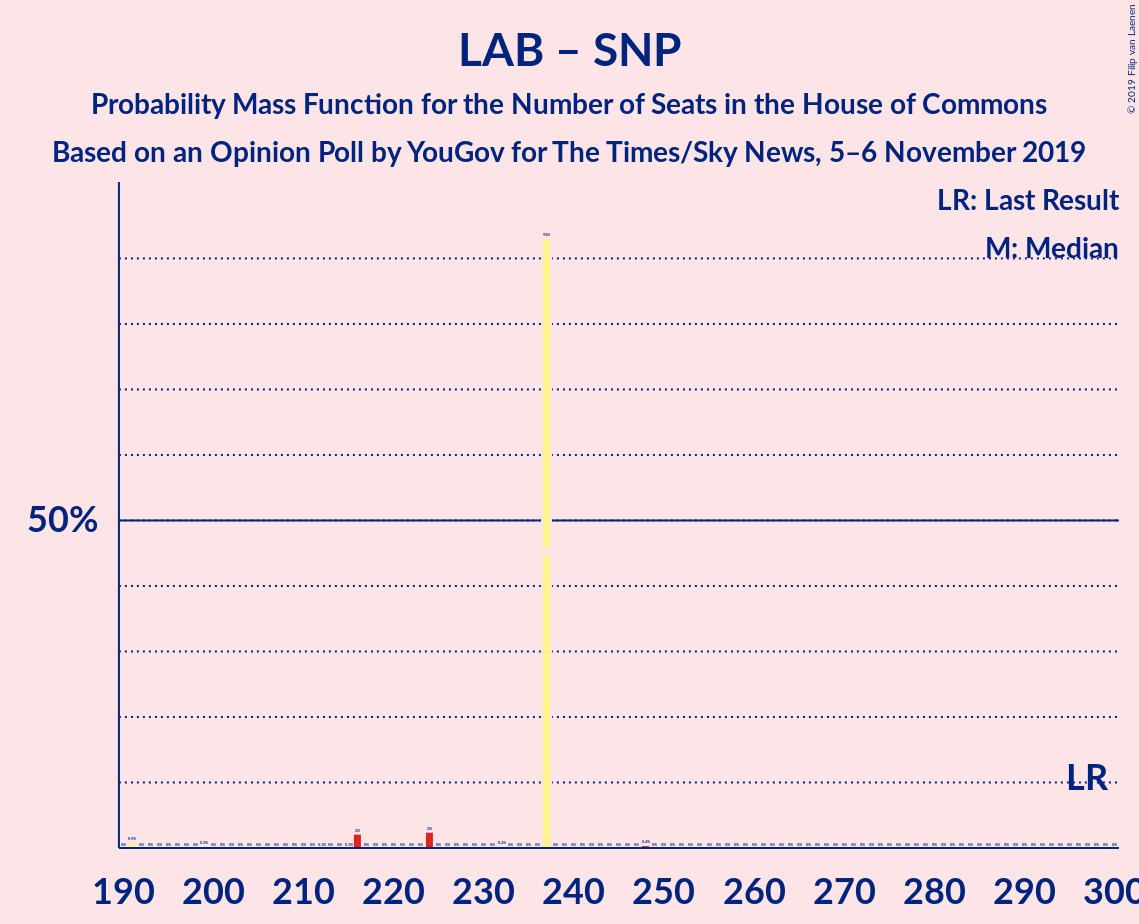 LAB – SNP
Probability Mass Function for the Number of Seats in the House of Commons
Based on an Opinion Poll by YouGov for The Times/Sky News, 5–6 November 2019
© 2019 Filip van Laenen
LR: Last Result
M: Median
50%
LR
190 200 210 220 230 240 250 260 270 280 290 300